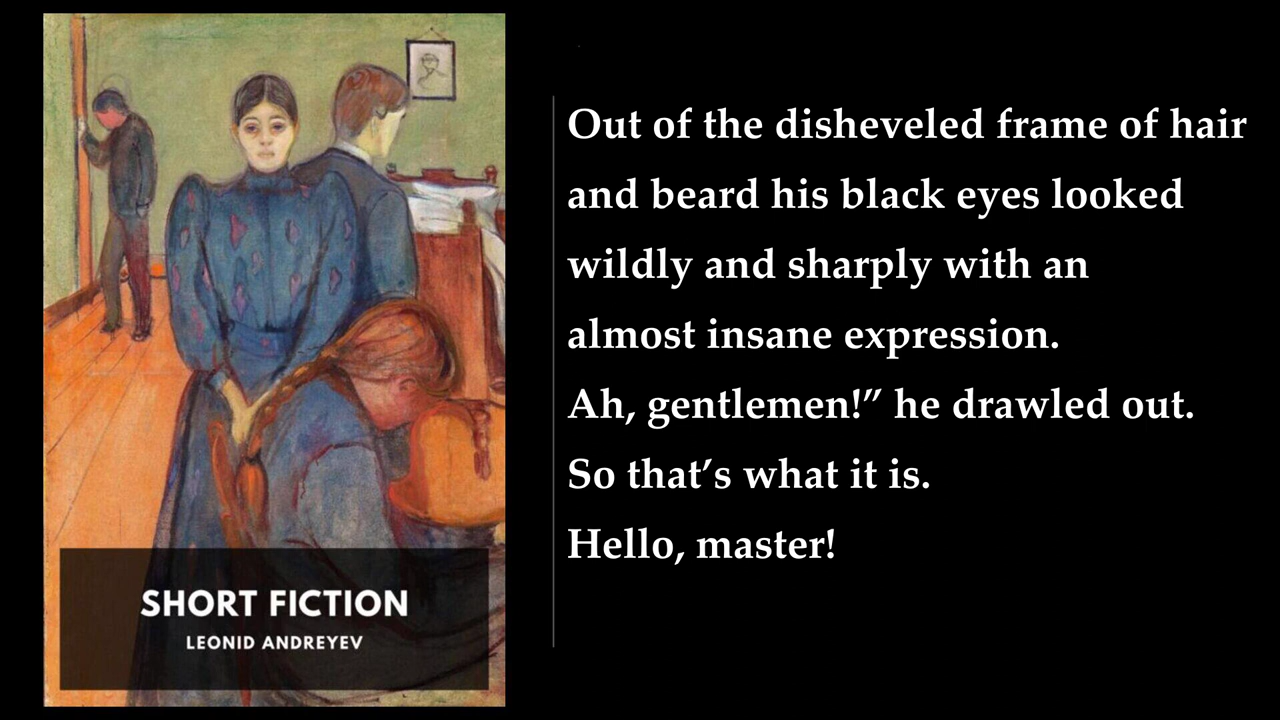 Out of the disheveled frame of hair
and beard his black eyes looked
wildly and sharply with an
almost insane expression.
Ah, gentlemen!” he drawled out.
So that’s what it is.
Hello, master!
SHORT FICTION
LEONID ANDREYEV